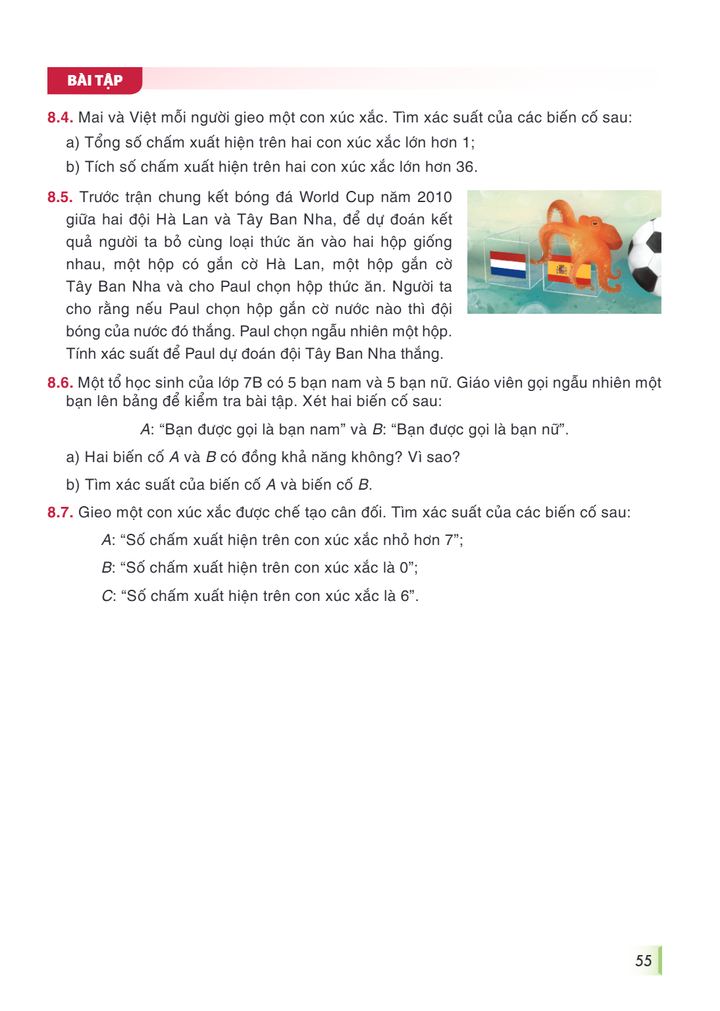 BÀI TẬP
8.4. Mai và Việt mỗi người gieo một con xúc xắc. Tìm xác suất của các biến cố sau:
a) Tổng số chấm xuất hiện trên hai con xúc xắc lớn hơn 1;
b) Tích số chấm xuất hiện trên hai con xúc xắc lớn hơn 36.
8.5. Trước trận chung kết bóng đá World Cup năm 2010
giữa hai đội Hà Lan và Tây Ban Nha, để dự đoán kết
quả người ta bỏ cùng loại thức ăn vào hai hộp giống
nhau, một hộp có gắn cờ Hà Lan, một hộp gắn cờ
Tây Ban Nha và cho Paul chọn hộp thức ăn. Người ta
cho rằng nếu Paul chọn hộp gắn cờ nước nào thì đội
bóng của nước đó thắng. Paul chọn ngẫu nhiên một hộp.
Tính xác suất để Paul dự đoán đội Tây Ban Nha thắng.
8.6. Một tổ học sinh của lớp 7B có 5 bạn nam và 5 bạn nữ. Giáo viên gọi ngẫu nhiên một
bạn lên bảng để kiểm tra bài tập. Xét hai biến cố sau:
A: “Bạn được gọi là bạn nam” và B: “Bạn được gọi là bạn nữ”.
a) Hai biến cố A và B có đồng khả năng không? Vì sao?
b) Tìm xác suất của biến cố A và biến cố B.
8.7. Gieo một con xúc xắc được chế tạo cân đối. Tìm xác suất của các biến cố sau:
A: “Số chấm xuất hiện trên con xúc xắc nhỏ hơn 7”;
B: “Số chấm xuất hiện trên con xúc xắc là 0”;
C: “Số chấm xuất hiện trên con xúc xắc là 6”.
55